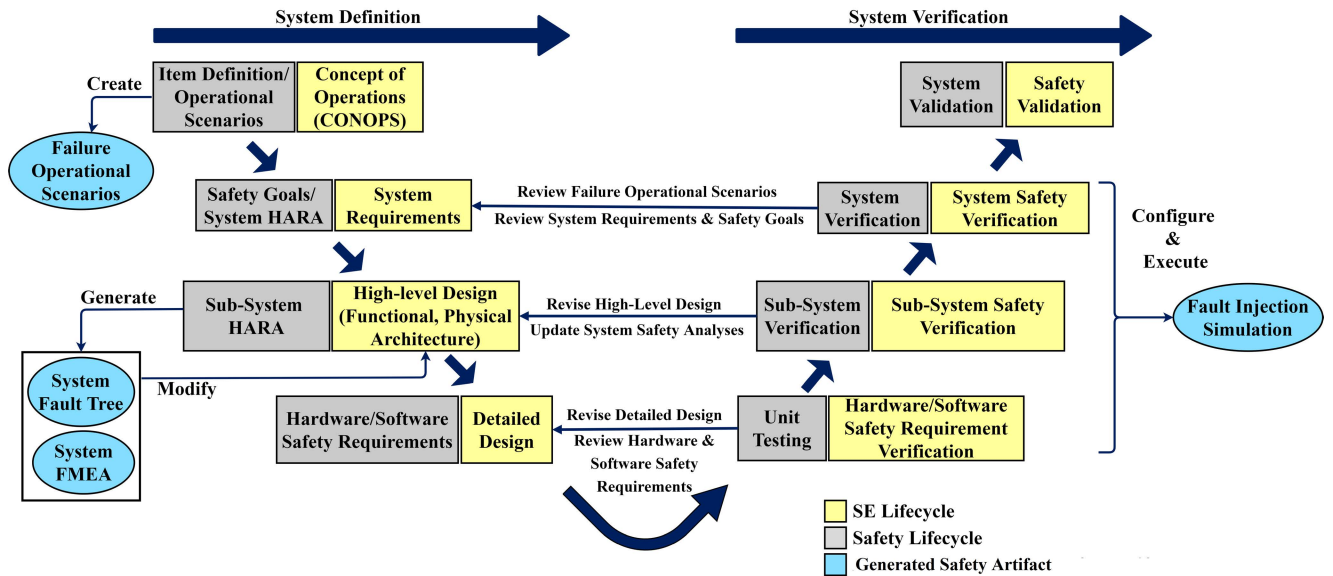 System Definition
System Verification
Create
Item Definition/
Operational
Scenarios
Concept of
Operations
(CONOPS)
System
Validation
Safety
Validation
Failure
Operational
Scenarios
Safety Goals/
System HARA
System
Requirements
Review Failure Operational Scenarios
Review System Requirements & Safety Goals
System
Verification
System Safety
Verification
Configure
&
Execute
Generate
Sub-System
HARA
High-level Design
(Functional, Physical
Architecture)
Revise High-Level Design
Update System Safety Analyses
Sub-System
Verification
Sub-System Safety
Verification
Fault Injection
Simulation
System
Fault Tree
Modify
System
FMEA
Hardware/Software
Safety Requirements
Detailed
Design
Revise Detailed Design
Review Hardware &
Software Safety
Requirements
Unit
Testing
Hardware/Software
Safety Requirement
Verification
SE Lifecycle
Safety Lifecycle
Generated Safety Artifact